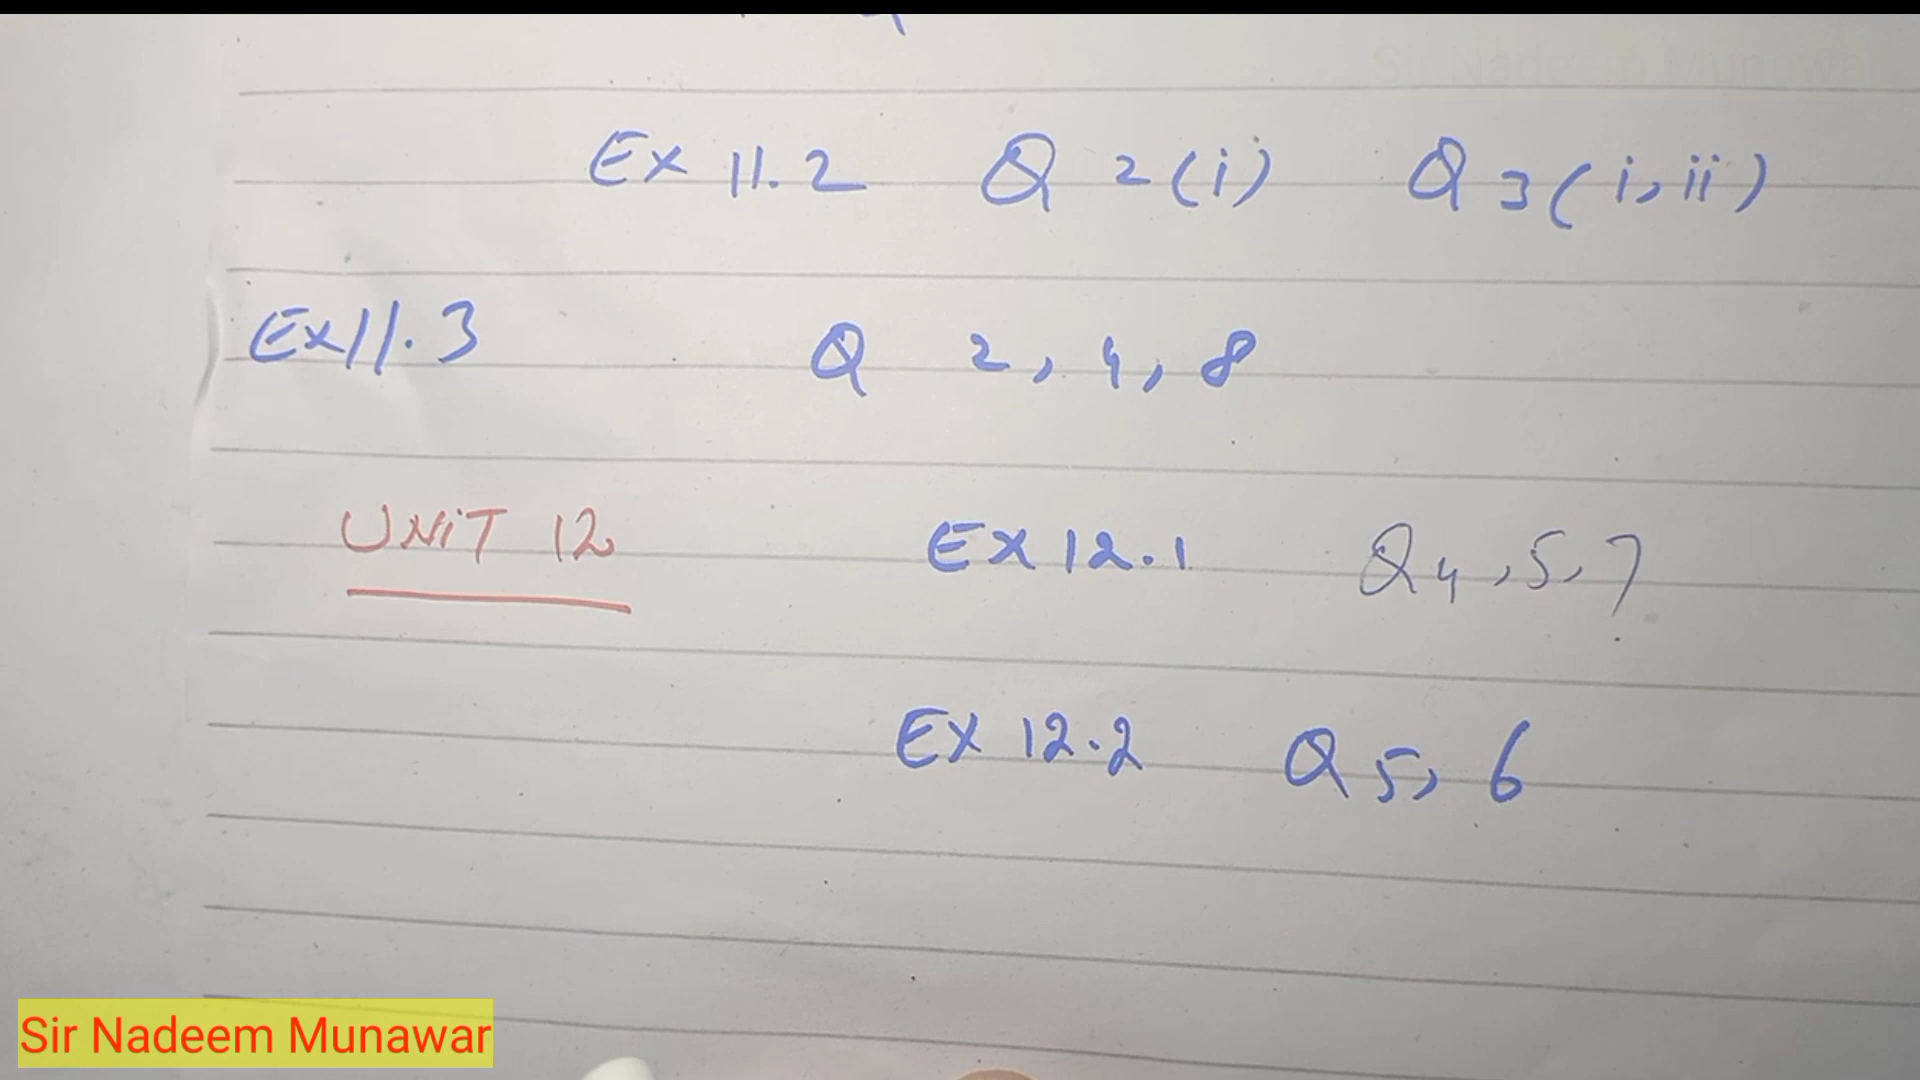 Ex 11.2 Q 2(i) Q 3(i,ii)
Ex 11.3 Q 2, 4, 8
UNiT 12 Ex 12.1 Q 4, 5, 7
Ex 12.2 Q 5, 6
Sir Nadeem Munawar